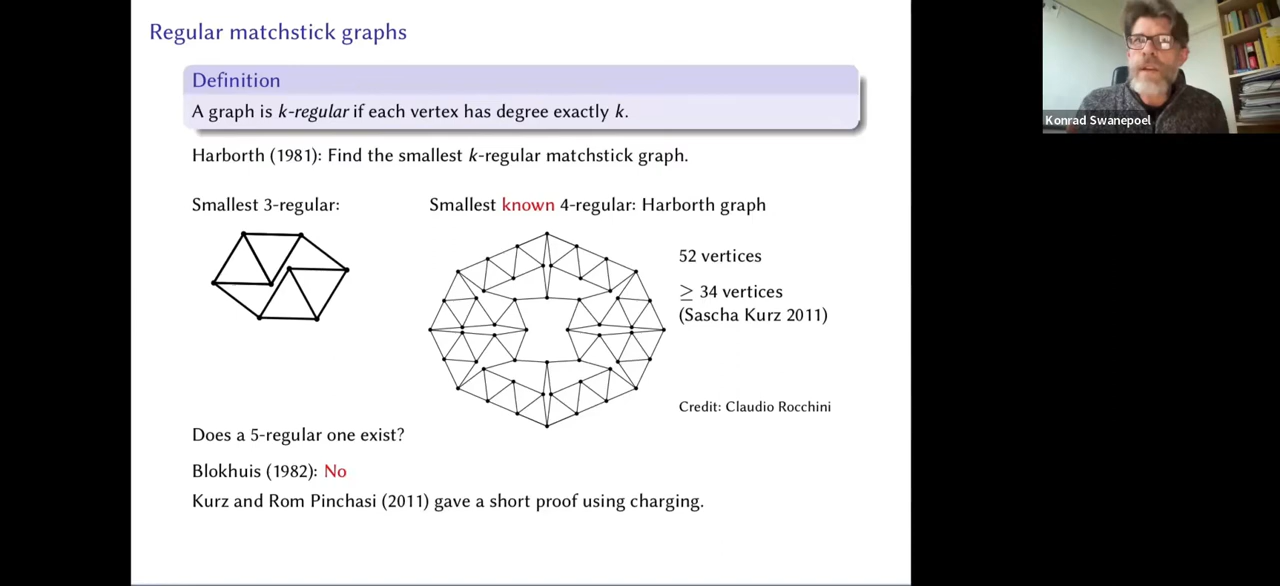 Regular matchstick graphs
Definition
A graph is k-regular if each vertex has degree exactly k.
Harborth (1981): Find the smallest k-regular matchstick graph.
Smallest 3-regular:
Smallest known 4-regular: Harborth graph
52 vertices
≥ 34 vertices
(Sascha Kurz 2011)
Credit: Claudio Rocchini
Does a 5-regular one exist?
Blokhuis (1982): No
Kurz and Rom Pinchasi (2011) gave a short proof using charging.
Konrad Swanepoel